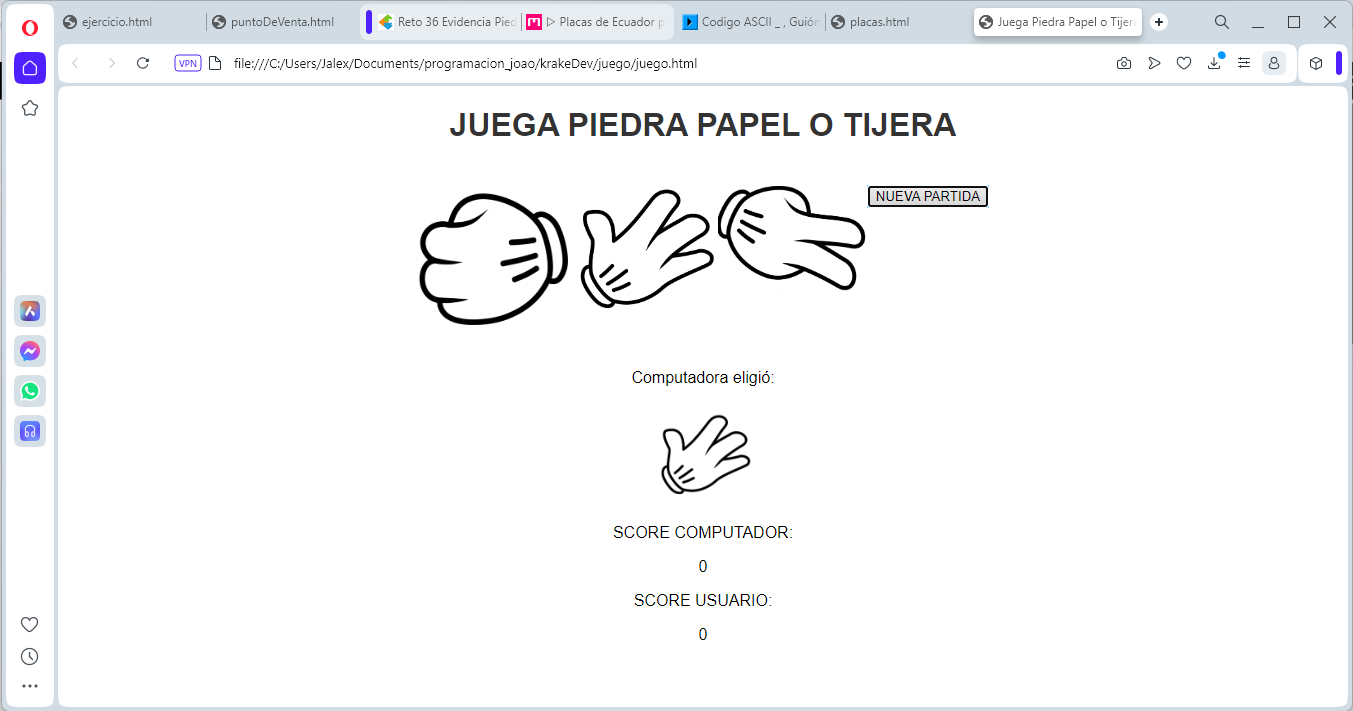 ejercicio.html
puntoDeVenta.html
Reto 36 Evidencia Pied
▷ Placas de Ecuador p
Codigo ASCII _ , Guión
placas.html
Juega Piedra Papel o Tijera
VPN
file:///C:/Users/Jalex/Documents/programacion_joao/krakeDev/juego/juego.html
JUEGA PIEDRA PAPEL O TIJERA
NUEVA PARTIDA
Computadora eligió:
SCORE COMPUTADOR:
0
SCORE USUARIO:
0